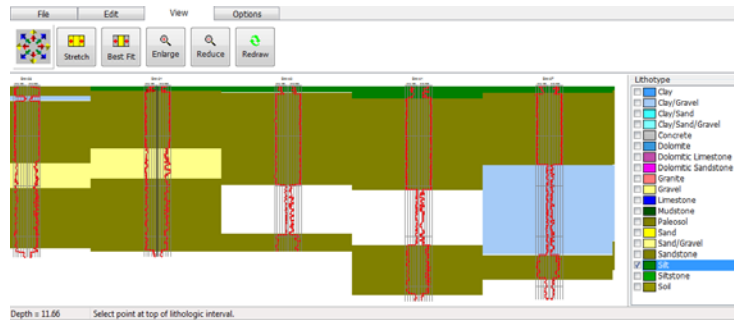 File Edit View Options
Stretch Best Fit Enlarge Reduce Redraw
Lithotype
Clay
Clay/Gravel
Clay/Sand
Clay/Sand/Gravel
Concrete
Dolomite
Dolomitic Limestone
Dolomitic Sandstone
Granite
Gravel
Limestone
Mudstone
Paleosol
Sand
Sand/Gravel
Sandstone
Silt
Siltstone
Soil
Depth = 11.66 Select point at top of lithologic interval.